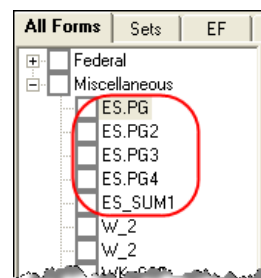 All Forms Sets EF
Federal
Miscellaneous
ES.PG
ES.PG2
ES.PG3
ES.PG4
ES_SUM1
W_2
W_2